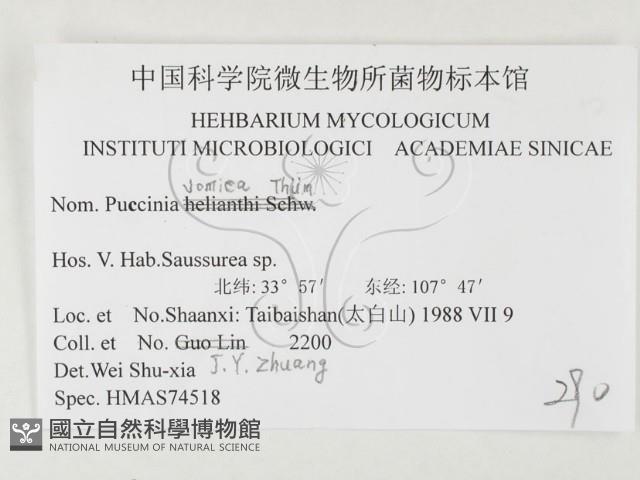 中国科学院微生物所菌物标本馆
HEHBARIUM MYCOLOGICUM
INSTITUTI MICROBIOLOGICI ACADEMIAE SINICAE
jomica Thüm
Nom. Puccinia helianthi Schw.
Hos. V. Hab.Saussurea sp.
北纬: 33° 57′ 东经: 107° 47′
Loc. et No.Shaanxi: Taibaishan(太白山) 1988 VII 9
Coll. et No. Guo Lin 2200
Det.Wei Shu-xia J.Y. Zhuang
Spec. HMAS74518
290
國立自然科學博物館
NATIONAL MUSEUM OF NATURAL SCIENCE